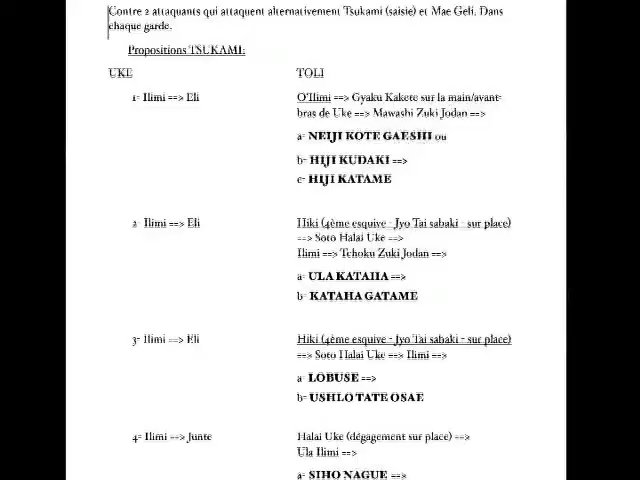 Contre 2 attaquants qui attaquent alternativement Tsukami (saisie) et Mae Geli. Dans
chaque garde.
Propositions TSUKAMI:
UKE TOLI
1- Ilimi ==> Eli O'Ilimi ==> Gyaku Kakete sur la main/avant-
bras de Uke ==> Mawashi Zuki Jodan ==>
a- NEIJI KOTE GAESHI ou
b- HIJI KUDAKI ==>
c- HIJI KATAME
2 Ilimi ==> Eli Hiki (4ème esquive - Jyo Tai sabaki - sur place)
==> Soto Halai Uke ==>
Ilimi ==> Tchoku Zuki Jodan ==>
a- ULA KATAHA ==>
b- KATAHA GATAME
3- Ilimi ==> Eli Hiki (4ème esquive - Jyo Tai sabaki - sur place)
==> Soto Halai Uke ==> Ilimi ==>
a LOBUSE ==>
b- USHLO TATE OSAE
4- Ilimi ==> Junte Halai Uke (dégagement sur place) ==>
Ula Ilimi ==>
a- SIHO NAGUE ==>